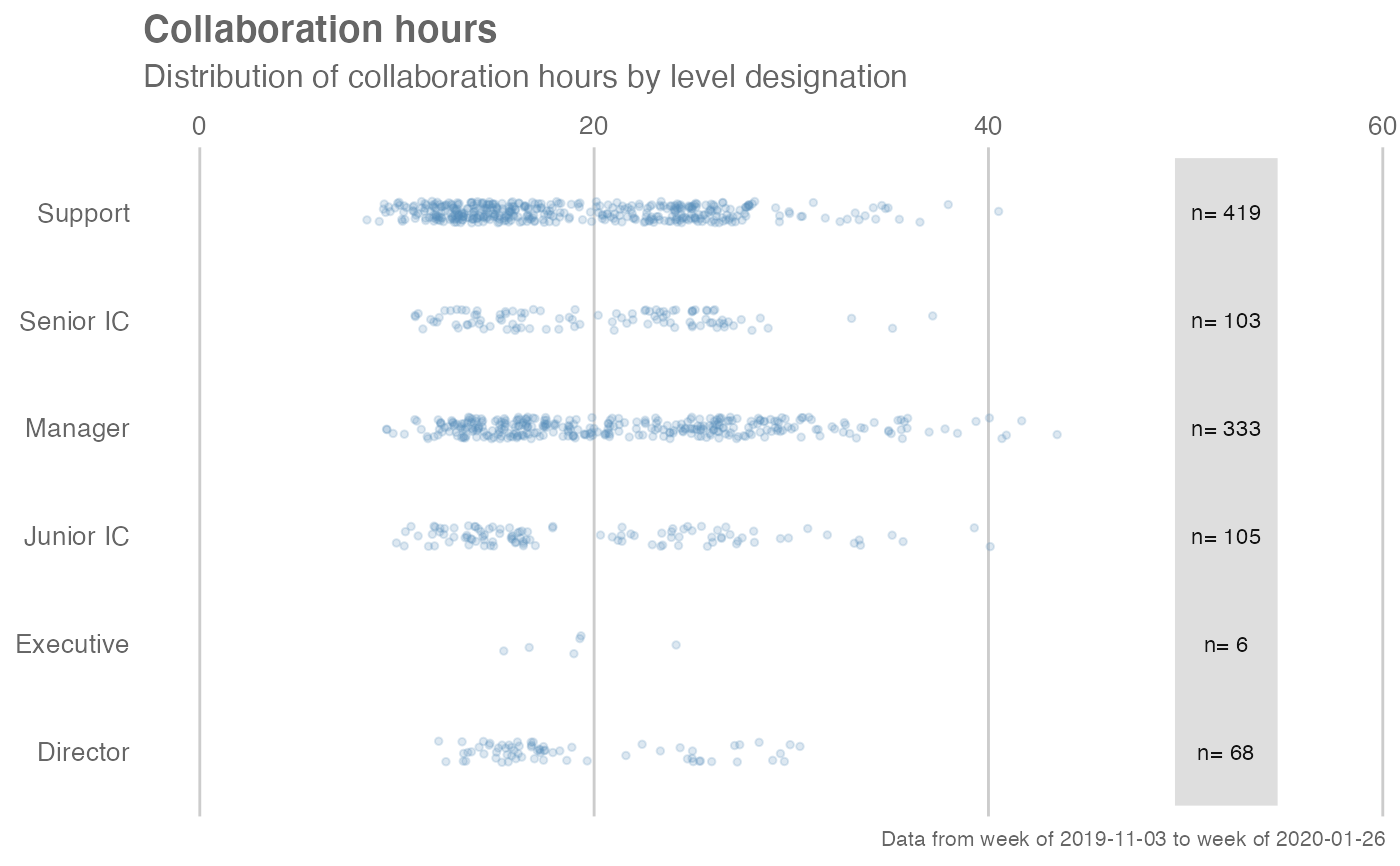 Collaboration hours
Distribution of collaboration hours by level designation
0 20 40 60
Support n= 419
Senior IC n= 103
Manager n= 333
Junior IC n= 105
Executive n= 6
Director n= 68
Data from week of 2019-11-03 to week of 2020-01-26